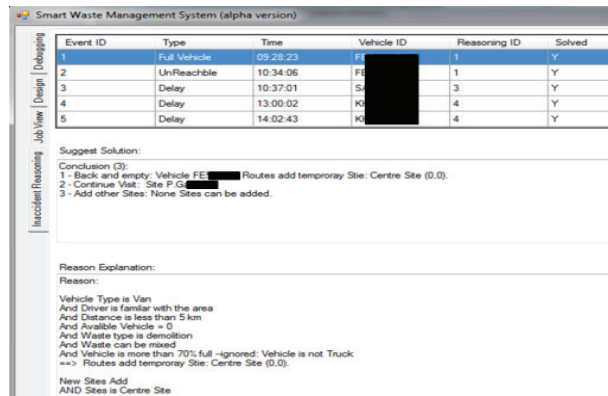 Smart Waste Management System (alpha version)
Event ID Type Time Vehicle ID Reasoning ID Solved
1 Full Vehicle 09:28:23 FE 1 Y
2 UnReachble 10:34:06 FE 1 Y
3 Delay 10:37:01 SA 3 Y
4 Delay 13:00:02 KH 4 Y
5 Delay 14:02:43 KH 4 Y
Debugging
Design
Job View
Inaccident Reasoning
Suggest Solution:
Conclusion (3):
1 - Back and empty: Vehicle FES Routes add temproray Stie: Centre Site (0,0).
2 - Continue Visit: Site P.Ga
3 - Add other Sites: None Sites can be added.
Reason Explanation:
Reason:
Vehicle Type is Van
And Driver is familar with the area
And Distance is less than 5 km
And Avalible Vehicle = 0
And Waste type is demolition
And Waste can be mixed
And Vehicle is more than 70% full –ignored: Vehicle is not Truck
==> Routes add temproray Stie: Centre Site (0,0).
New Sites Add
AND Sites is Centre Site